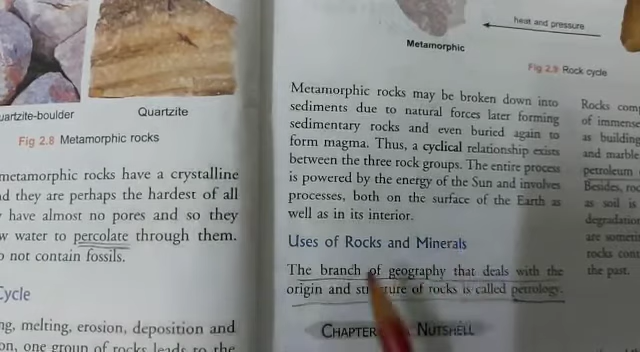 uartzite-boulder
Quartzite
Fig 2.8 Metamorphic rocks
metamorphic rocks have a crystalline
d they are perhaps the hardest of all
have almost no pores and so they
w water to percolate through them.
o not contain fossils.
Cycle
ng, melting, erosion, deposition and
on, one group of rocks leads to the
heat and pressure
Metamorphic
Fig 2.9 Rock cycle
Metamorphic rocks may be broken down into
sediments due to natural forces later forming
sedimentary rocks and even buried again to
form magma. Thus, a cyclical relationship exists
between the three rock groups. The entire process
is powered by the energy of the Sun and involves
processes, both on the surface of the Earth as
well as in its interior.
Uses of Rocks and Minerals
The branch of geography that deals with the
origin and structure of rocks is called petrology.
CHAPTER NUTSHELL
Rocks comp
of immense
as building
and marble
petroleum
Besides, roc
as soil is
degradation
are someti
rocks cont
the past.